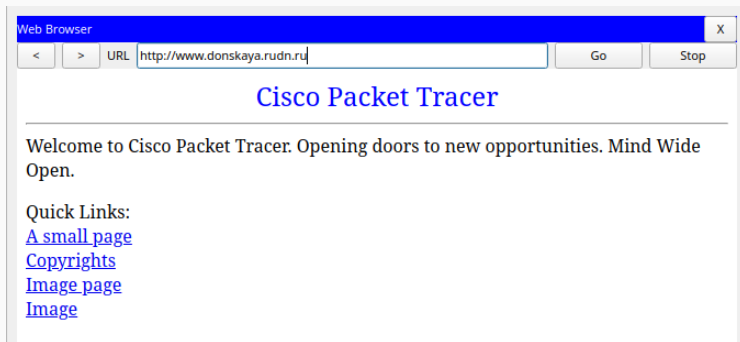 Web Browser X
< > URL http://www.donskaya.rudn.ru Go Stop
Cisco Packet Tracer
Welcome to Cisco Packet Tracer. Opening doors to new opportunities. Mind Wide
Open.
Quick Links:
A small page
Copyrights
Image page
Image